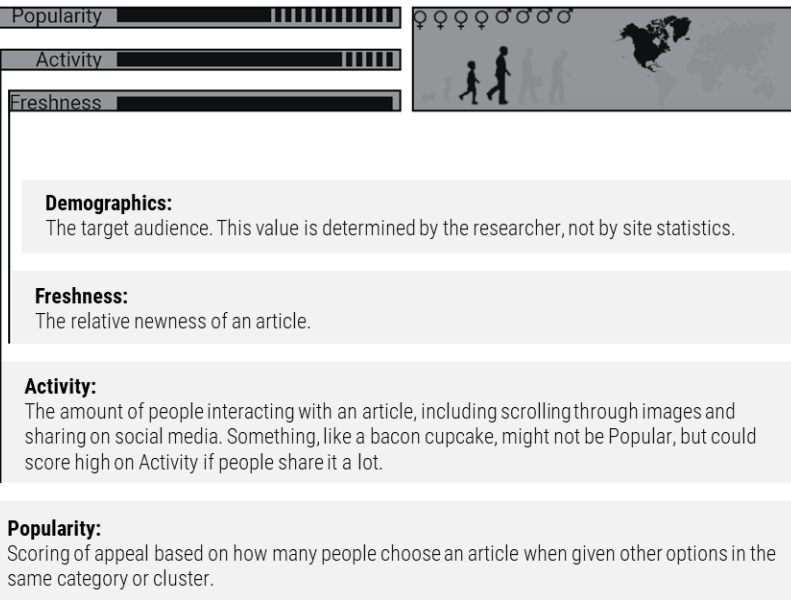 Popularity
Activity
Freshness
Demographics:
The target audience. This value is determined by the researcher, not by site statistics.
Freshness:
The relative newness of an article.
Activity:
The amount of people interacting with an article, including scrolling through images and
sharing on social media. Something, like a bacon cupcake, might not be Popular, but could
score high on Activity if people share it a lot.
Popularity:
Scoring of appeal based on how many people choose an article when given other options in the
same category or cluster.